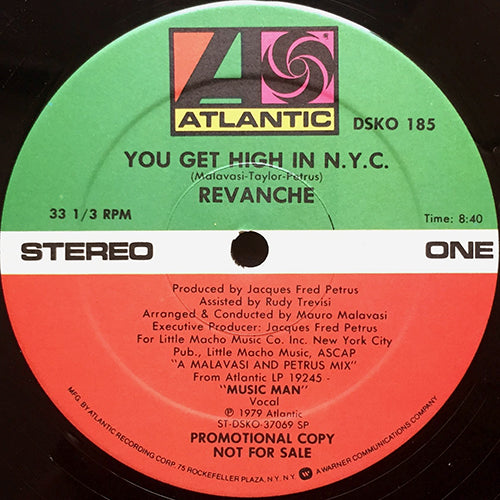 ATLANTIC
DSKO 185
YOU GET HIGH IN N.Y.C.
(Malavasi-Taylor-Petrus)
REVANCHE
33 1/3 RPM
Time: 8:40
STEREO
ONE
Produced by Jacques Fred Petrus
Assisted by Rudy Trevisi
Arranged & Conducted by Mauro Malavasi
Executive Producer: Jacques Fred Petrus
For Little Macho Music Co. Inc. New York City
Pub., Little Macho Music, ASCAP
"A MALAVASI AND PETRUS MIX"
From Atlantic LP 19245 -
"MUSIC MAN"
Vocal
℗ 1979 Atlantic
ST-DSKO-37069 SP
PROMOTIONAL COPY
NOT FOR SALE
MFG. BY ATLANTIC RECORDING CORP. 75 ROCKEFELLER PLAZA, N.Y. N.Y. A WARNER COMMUNICATIONS COMPANY